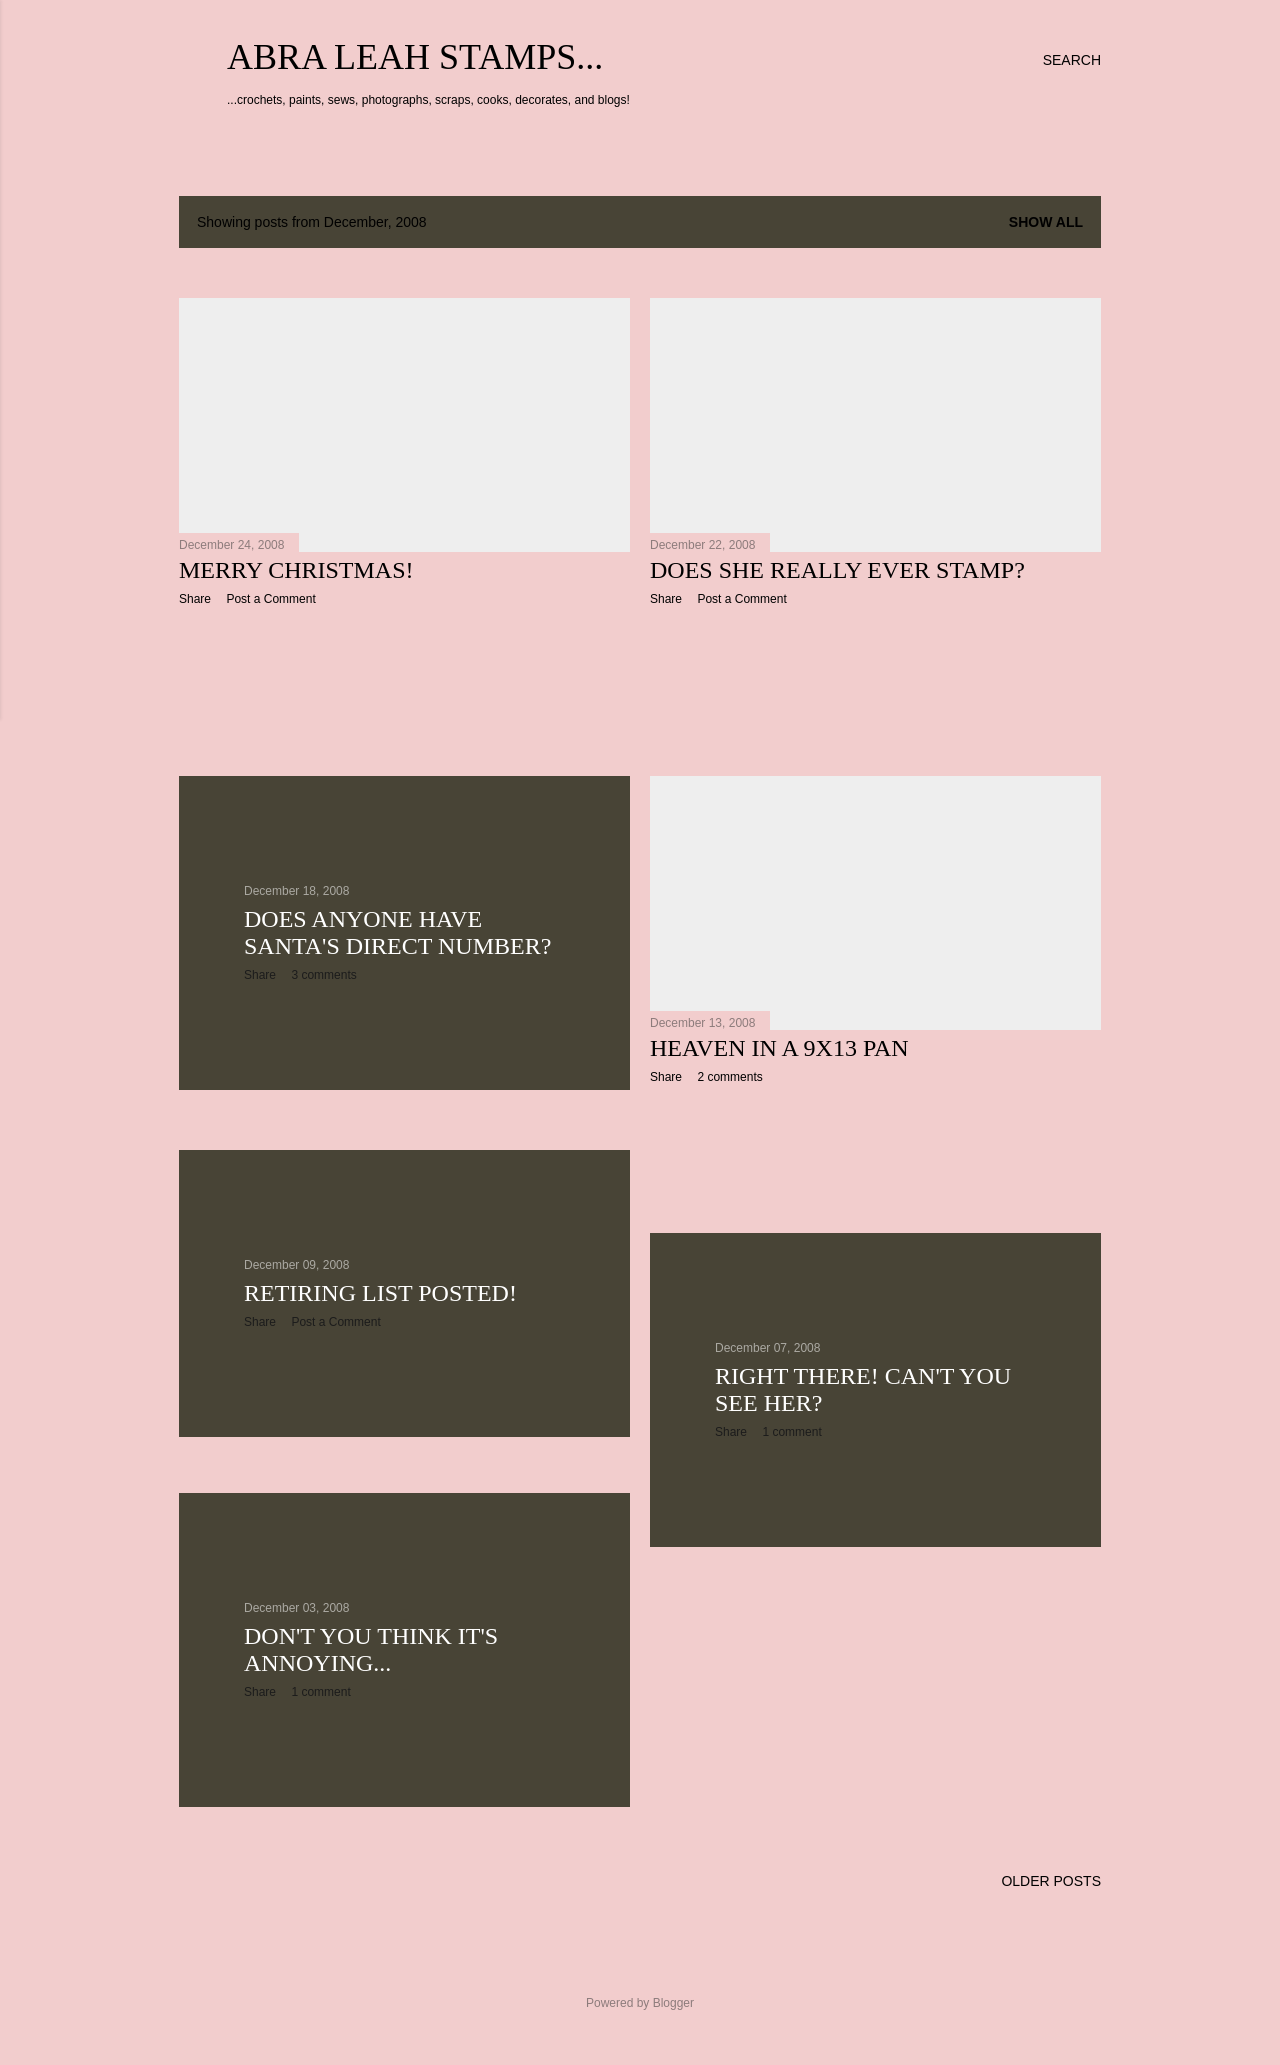 ABRA LEAH STAMPS...
SEARCH
...crochets, paints, sews, photographs, scraps, cooks, decorates, and blogs!
Showing posts from December, 2008
SHOW ALL
December 24, 2008
MERRY CHRISTMAS!
Share Post a Comment
December 22, 2008
DOES SHE REALLY EVER STAMP?
Share Post a Comment
December 18, 2008
DOES ANYONE HAVE
SANTA'S DIRECT NUMBER?
Share 3 comments
December 13, 2008
HEAVEN IN A 9X13 PAN
Share 2 comments
December 09, 2008
RETIRING LIST POSTED!
Share Post a Comment
December 07, 2008
RIGHT THERE! CAN'T YOU
SEE HER?
Share 1 comment
December 03, 2008
DON'T YOU THINK IT'S
ANNOYING...
Share 1 comment
OLDER POSTS
Powered by Blogger